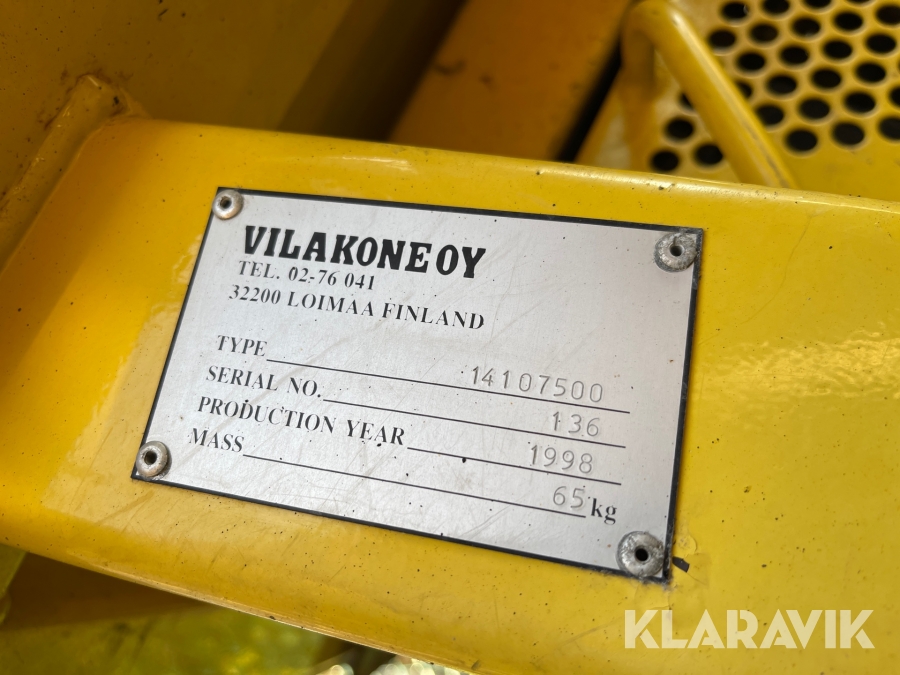 VILAKONE OY
TEL. 02-76 041
32200 LOIMAA FINLAND
TYPE 14107500
SERIAL NO. 136
PRODUCTION YEAR 1998
MASS 65 kg
KLARAVIK